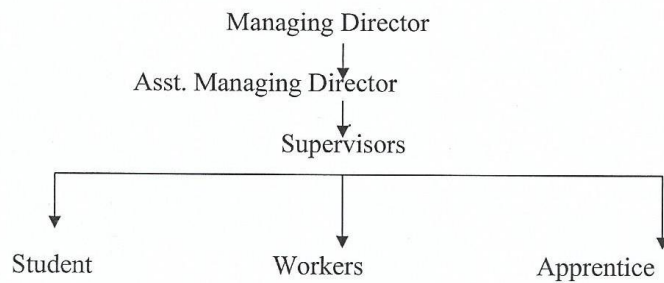 Managing Director
Asst. Managing Director
Supervisors
Student Workers Apprentice